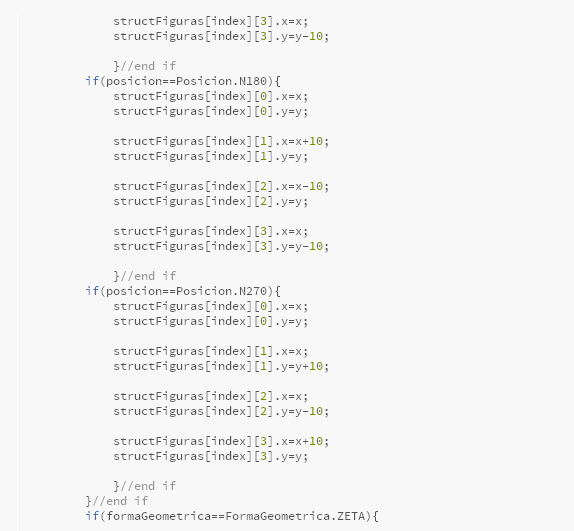 structFiguras[index][3].x=x;
structFiguras[index][3].y=y-10;
}//end if
if(posicion==Posicion.N180){
structFiguras[index][0].x=x;
structFiguras[index][0].y=y;
structFiguras[index][1].x=x+10;
structFiguras[index][1].y=y;
structFiguras[index][2].x=x-10;
structFiguras[index][2].y=y;
structFiguras[index][3].x=x;
structFiguras[index][3].y=y-10;
}//end if
if(posicion==Posicion.N270){
structFiguras[index][0].x=x;
structFiguras[index][0].y=y;
structFiguras[index][1].x=x;
structFiguras[index][1].y=y+10;
structFiguras[index][2].x=x;
structFiguras[index][2].y=y-10;
structFiguras[index][3].x=x+10;
structFiguras[index][3].y=y;
}//end if
}//end if
if(formaGeometrica==FormaGeometrica.ZETA){